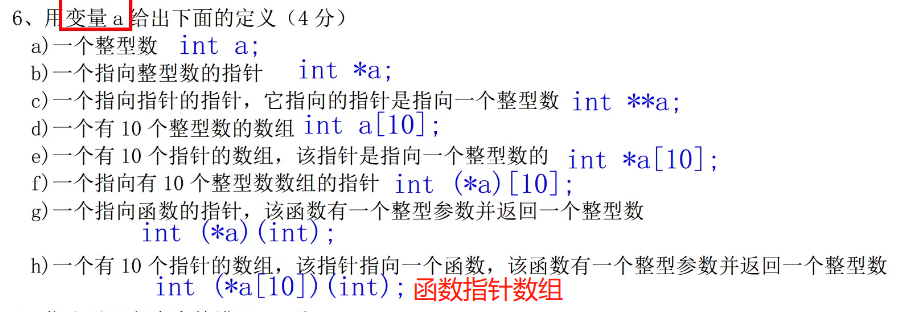 6、用变量 a 给出下面的定义（4 分）
a)一个整型数 int a;
b)一个指向整型数的指针 int *a;
c)一个指向指针的指针，它指向的指针是指向一个整型数 int **a;
d)一个有 10 个整型数的数组 int a[10];
e)一个有 10 个指针的数组，该指针是指向一个整型数的 int *a[10];
f)一个指向有 10 个整型数数组的指针 int (*a)[10];
g)一个指向函数的指针，该函数有一个整型参数并返回一个整型数
int (*a)(int);
h)一个有 10 个指针的数组，该指针指向一个函数，该函数有一个整型参数并返回一个整型数
int (*a[10])(int); 函数指针数组